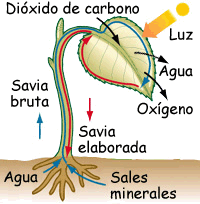 Dióxido de carbono
Luz
Agua
Oxígeno
Savia
bruta
Savia
elaborada
Agua
Sales
minerales